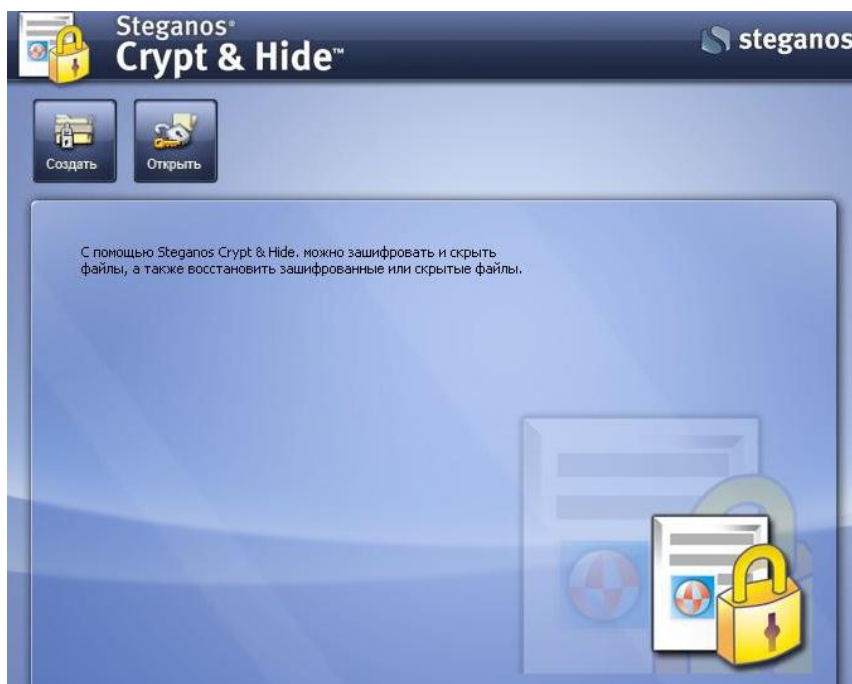 Steganos®
Crypt & Hide™
steganos
Создать
Открыть
С помощью Steganos Crypt & Hide. можно зашифровать и скрыть
файлы, а также восстановить зашифрованные или скрытые файлы.